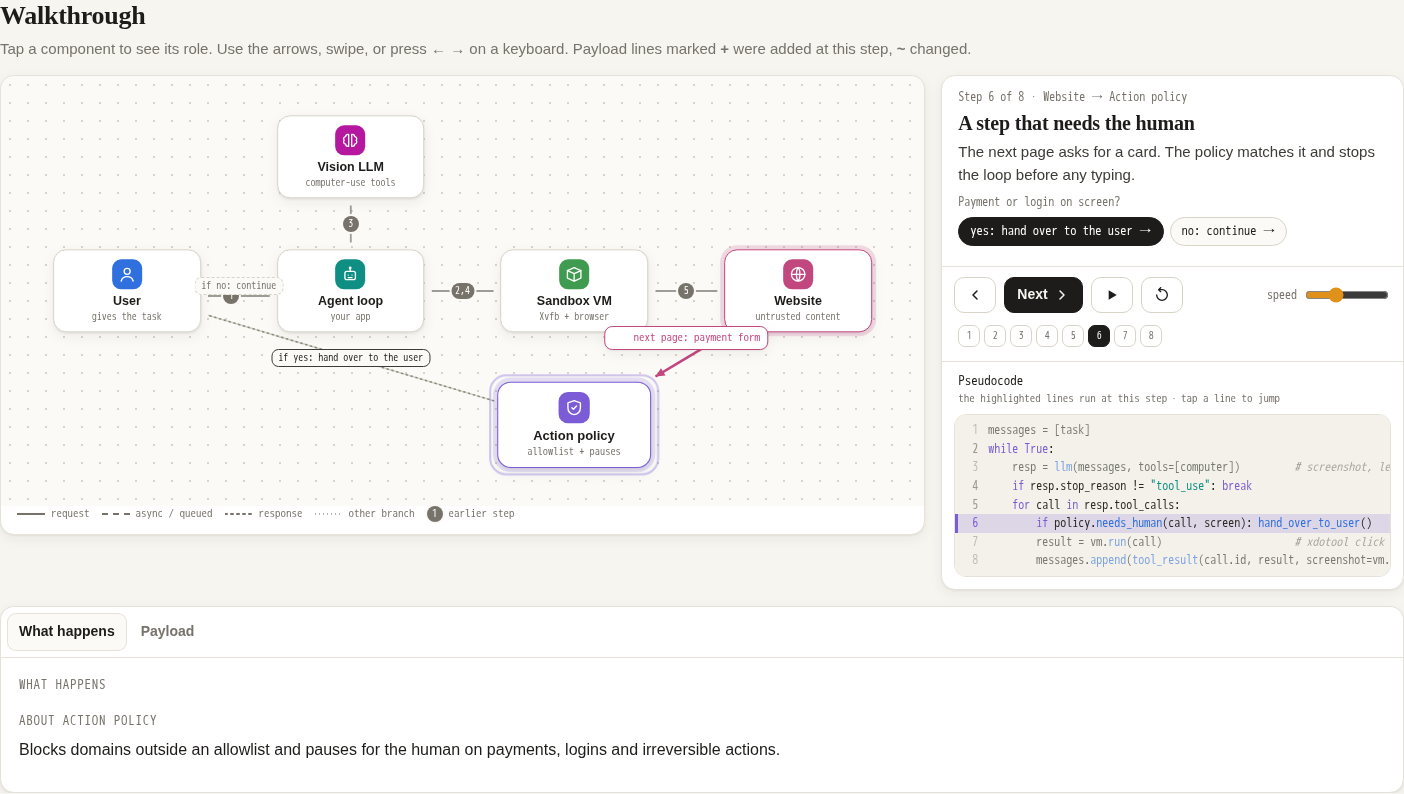 Walkthrough
Tap a component to see its role. Use the arrows, swipe, or press ← → on a keyboard. Payload lines marked + were added at this step, ~ changed.
Vision LLM
computer-use tools
3
User
gives the task
if no: continue
Agent loop
your app
2,4
Sandbox VM
Xvfb + browser
5
Website
untrusted content
next page: payment form
if yes: hand over to the user
Action policy
allowlist + pauses
request
async / queued
response
other branch
1 earlier step
Step 6 of 8 · Website → Action policy
A step that needs the human
The next page asks for a card. The policy matches it and stops
the loop before any typing.
Payment or login on screen?
yes: hand over to the user →
no: continue →
Next
speed
1 2 3 4 5 6 7 8
Pseudocode
the highlighted lines run at this step · tap a line to jump
1 messages = [task]
2 while True:
3 resp = llm(messages, tools=[computer]) # screenshot, le
4 if resp.stop_reason != "tool_use": break
5 for call in resp.tool_calls:
6 if policy.needs_human(call, screen): hand_over_to_user()
7 result = vm.run(call) # xdotool click
8 messages.append(tool_result(call.id, result, screenshot=vm.
What happens
Payload
WHAT HAPPENS
ABOUT ACTION POLICY
Blocks domains outside an allowlist and pauses for the human on payments, logins and irreversible actions.